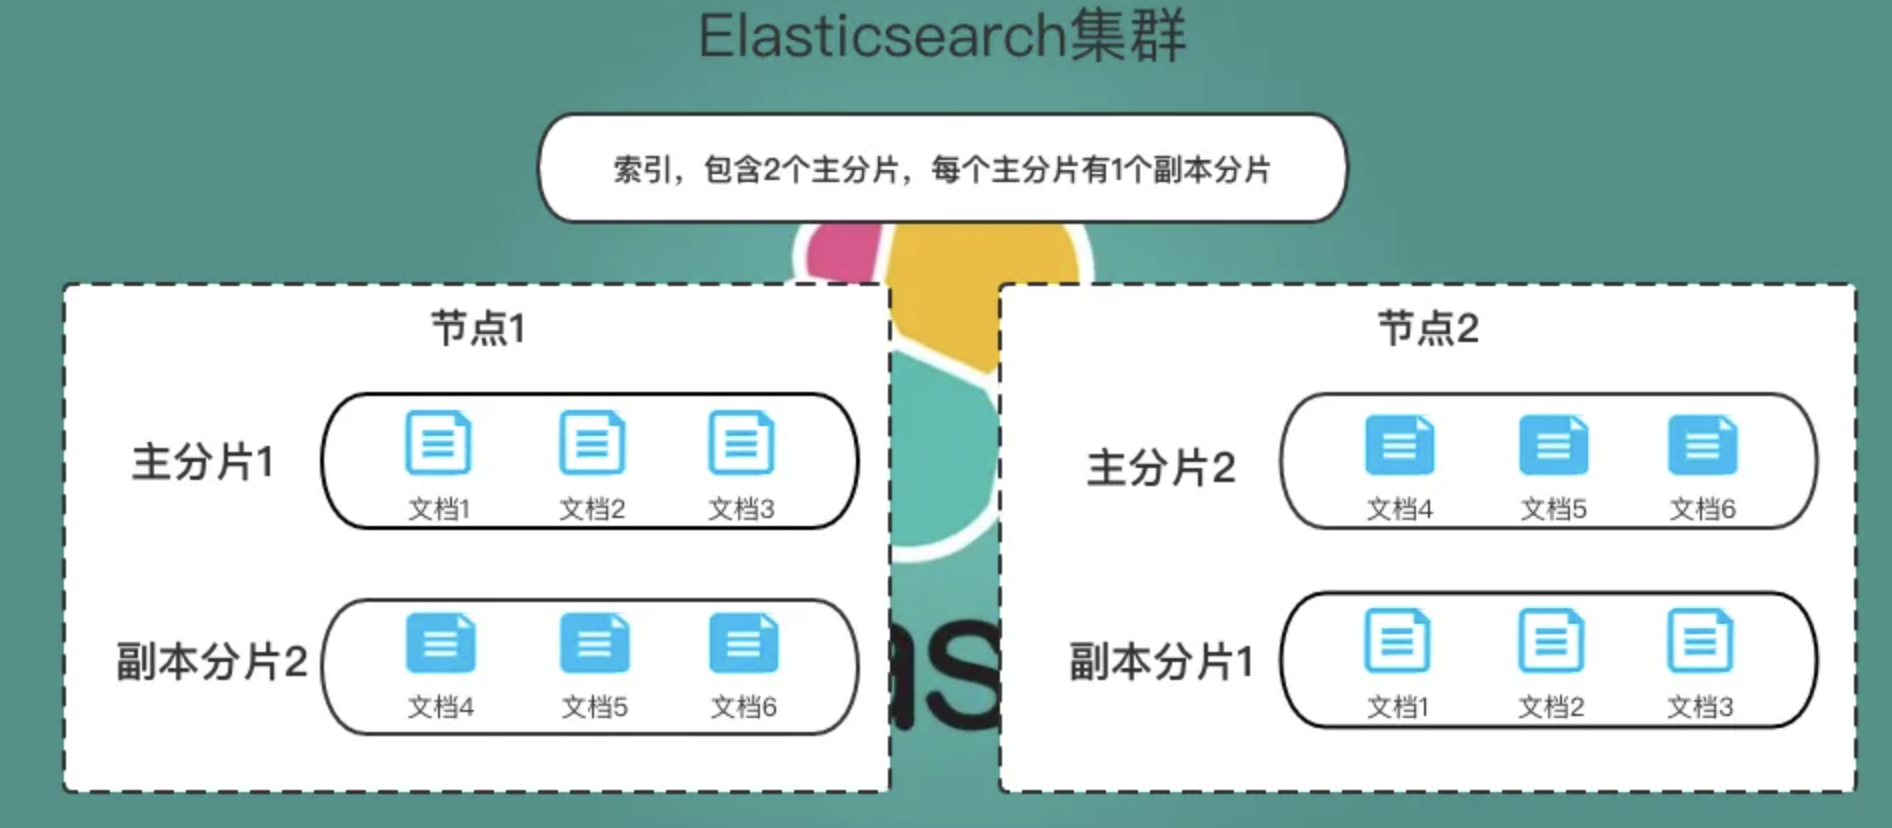 Elasticsearch集群
索引，包含2个主分片，每个主分片有1个副本分片
节点1
主分片1
文档1 文档2 文档3
副本分片2
文档4 文档5 文档6
节点2
主分片2
文档4 文档5 文档6
副本分片1
文档1 文档2 文档3
as